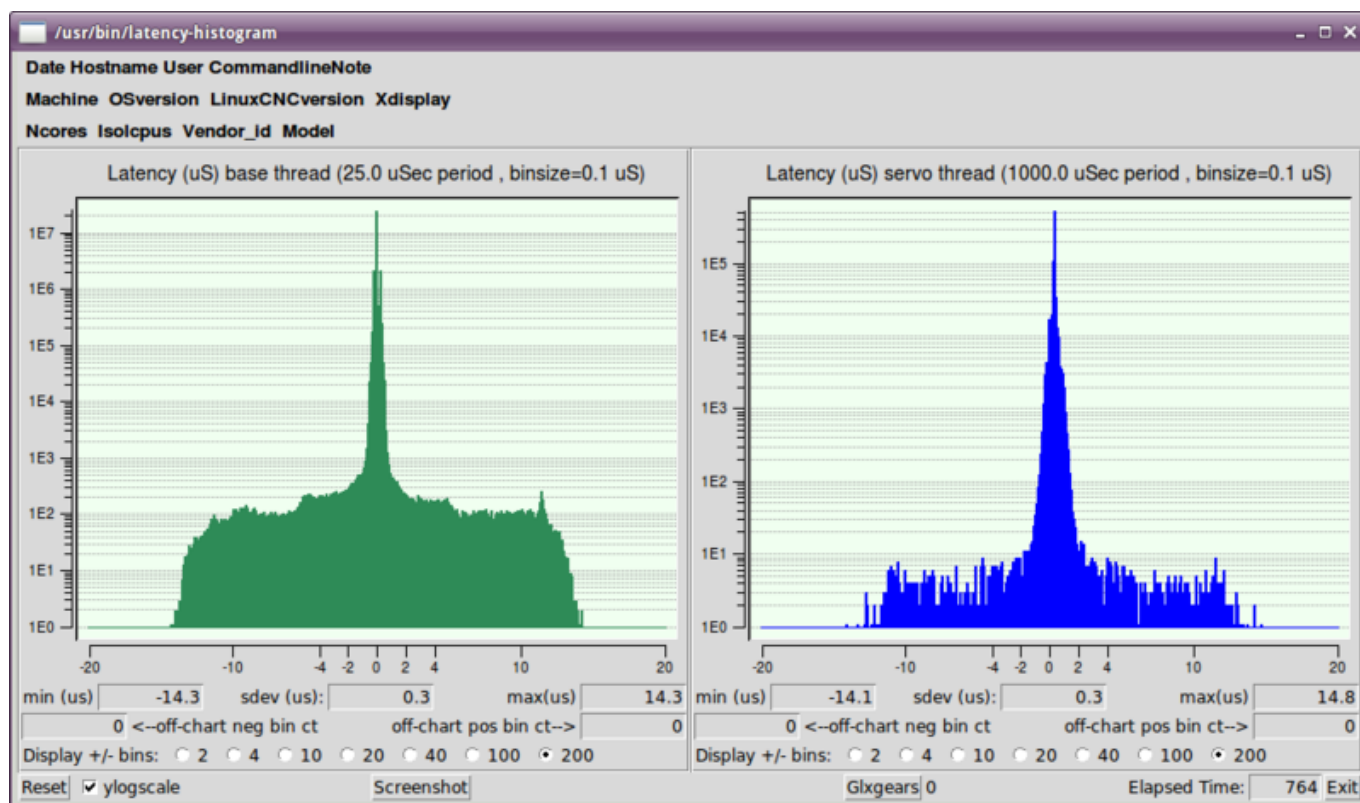 /usr/bin/latency-histogram
Date Hostname User CommandlineNote
Machine OSversion LinuxCNCversion Xdisplay
Ncores Isolcpus Vendor_id Model
Latency (uS) base thread (25.0 uSec period , binsize=0.1 uS)
1E7
1E6
1E5
1E4
1E3
1E2
1E1
1E0
-20 -10 -4 -2 0 2 4 10 20
min (us) -14.3 sdev (us): 0.3 max(us) 14.3
0 <--off-chart neg bin ct off-chart pos bin ct--> 0
Display +/- bins: 2 4 10 20 40 100 200
Latency (uS) servo thread (1000.0 uSec period , binsize=0.1 uS)
1E5
1E4
1E3
1E2
1E1
1E0
-20 -10 -4 -2 0 2 4 10 20
min (us) -14.1 sdev (us): 0.3 max(us) 14.8
0 <--off-chart neg bin ct off-chart pos bin ct--> 0
Display +/- bins: 2 4 10 20 40 100 200
Reset ylogscale Screenshot Glxgears 0 Elapsed Time: 764 Exit